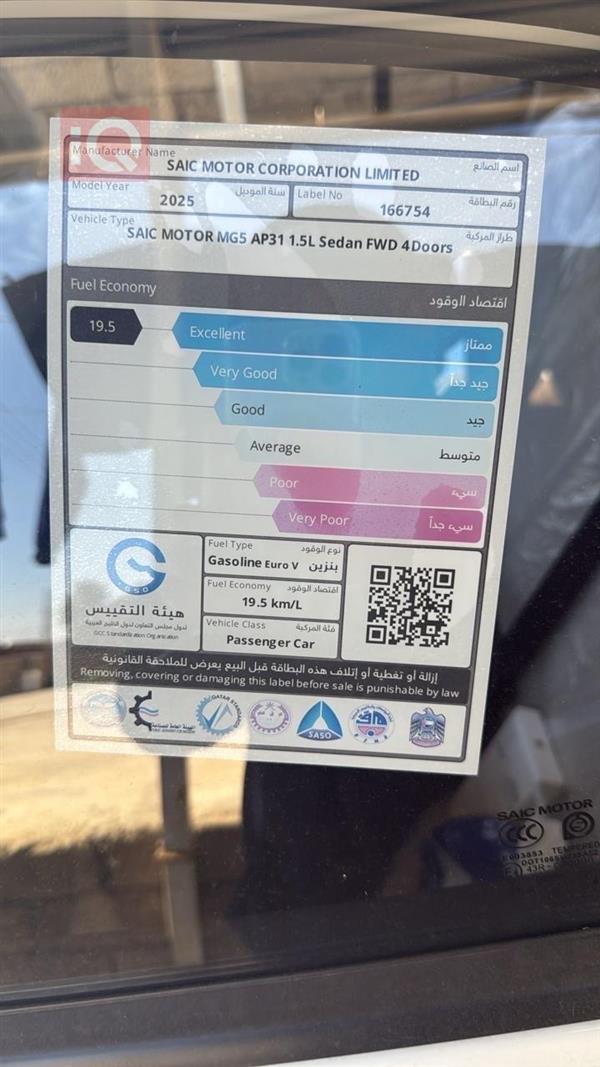 IQ
Manufacturer Name اسم الصانع
SAIC MOTOR CORPORATION LIMITED
Model Year سنة الموديل
2025
Label No رقم البطاقة
166754
Vehicle Type طراز المركبة
SAIC MOTOR MG5 AP31 1.5L Sedan FWD 4Doors
Fuel Economy اقتصاد الوقود
19.5
Excellent ممتاز
Very Good جيد جداً
Good جيد
Average متوسط
Poor سيء
Very Poor سيء جداً
GSO
هيئة التقييس
لدول مجلس التعاون لدول الخليج العربية
GCC Standardization Organization
Fuel Type نوع الوقود
Gasoline Euro V بنزين
Fuel Economy اقتصاد الوقود
19.5 km/L
Vehicle Class فئة المركبة
Passenger Car
إزالة أو تغطية أو إتلاف هذه البطاقة قبل البيع يعرض للملاحقة القانونية
Removing, covering or damaging this label before sale is punishable by law
SASO
SAIC MOTOR
CCC
TEMPERED
43R